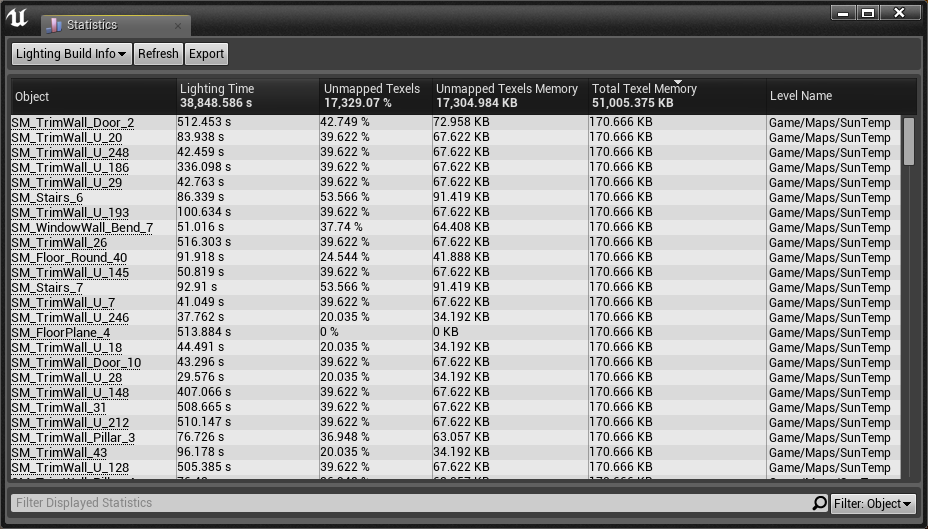 Statistics
Lighting Build Info Refresh Export
Object Lighting Time 38,848.586 s Unmapped Texels 17,329.07 % Unmapped Texels Memory 17,304.984 KB Total Texel Memory 51,005.375 KB Level Name
SM_TrimWall_Door_2 512.453 s 42.749 % 72.958 KB 170.666 KB Game/Maps/SunTemp
SM_TrimWall_U_20 83.938 s 39.622 % 67.622 KB 170.666 KB Game/Maps/SunTemp
SM_TrimWall_U_248 42.459 s 39.622 % 67.622 KB 170.666 KB Game/Maps/SunTemp
SM_TrimWall_U_186 336.098 s 39.622 % 67.622 KB 170.666 KB Game/Maps/SunTemp
SM_TrimWall_U_29 42.763 s 39.622 % 67.622 KB 170.666 KB Game/Maps/SunTemp
SM_Stairs_6 86.339 s 53.566 % 91.419 KB 170.666 KB Game/Maps/SunTemp
SM_TrimWall_U_193 100.634 s 39.622 % 67.622 KB 170.666 KB Game/Maps/SunTemp
SM_WindowWall_Bend_7 51.016 s 37.74 % 64.408 KB 170.666 KB Game/Maps/SunTemp
SM_TrimWall_26 516.303 s 39.622 % 67.622 KB 170.666 KB Game/Maps/SunTemp
SM_Floor_Round_40 91.918 s 24.544 % 41.888 KB 170.666 KB Game/Maps/SunTemp
SM_TrimWall_U_145 50.819 s 39.622 % 67.622 KB 170.666 KB Game/Maps/SunTemp
SM_Stairs_7 92.91 s 53.566 % 91.419 KB 170.666 KB Game/Maps/SunTemp
SM_TrimWall_U_7 41.049 s 39.622 % 67.622 KB 170.666 KB Game/Maps/SunTemp
SM_TrimWall_U_246 37.762 s 20.035 % 34.192 KB 170.666 KB Game/Maps/SunTemp
SM_FloorPlane_4 513.884 s 0 % 0 KB 170.666 KB Game/Maps/SunTemp
SM_TrimWall_U_18 44.491 s 20.035 % 34.192 KB 170.666 KB Game/Maps/SunTemp
SM_TrimWall_Door_10 43.296 s 39.622 % 67.622 KB 170.666 KB Game/Maps/SunTemp
SM_TrimWall_U_28 29.576 s 20.035 % 34.192 KB 170.666 KB Game/Maps/SunTemp
SM_TrimWall_U_148 407.066 s 39.622 % 67.622 KB 170.666 KB Game/Maps/SunTemp
SM_TrimWall_31 508.665 s 39.622 % 67.622 KB 170.666 KB Game/Maps/SunTemp
SM_TrimWall_U_212 510.147 s 39.622 % 67.622 KB 170.666 KB Game/Maps/SunTemp
SM_TrimWall_Pillar_3 76.726 s 36.948 % 63.057 KB 170.666 KB Game/Maps/SunTemp
SM_TrimWall_43 96.178 s 20.035 % 34.192 KB 170.666 KB Game/Maps/SunTemp
SM_TrimWall_U_128 505.385 s 39.622 % 67.622 KB 170.666 KB Game/Maps/SunTemp
Filter Displayed Statistics Filter: Object